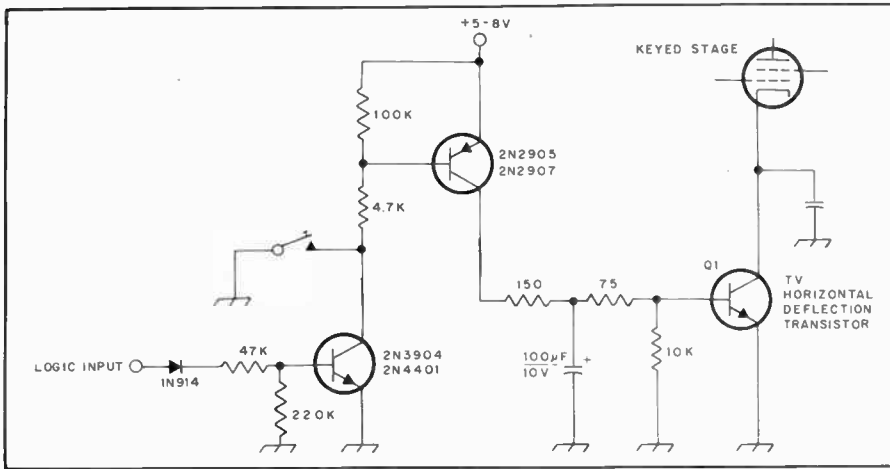 +5-8V
KEYED STAGE
100K
2N2905
2N2907
4.7K
150
75
Q1
TV
HORIZONTAL
DEFLECTION
TRANSISTOR
LOGIC INPUT
1N914
47K
2N3904
2N4401
220K
100µF
10V
+
10K